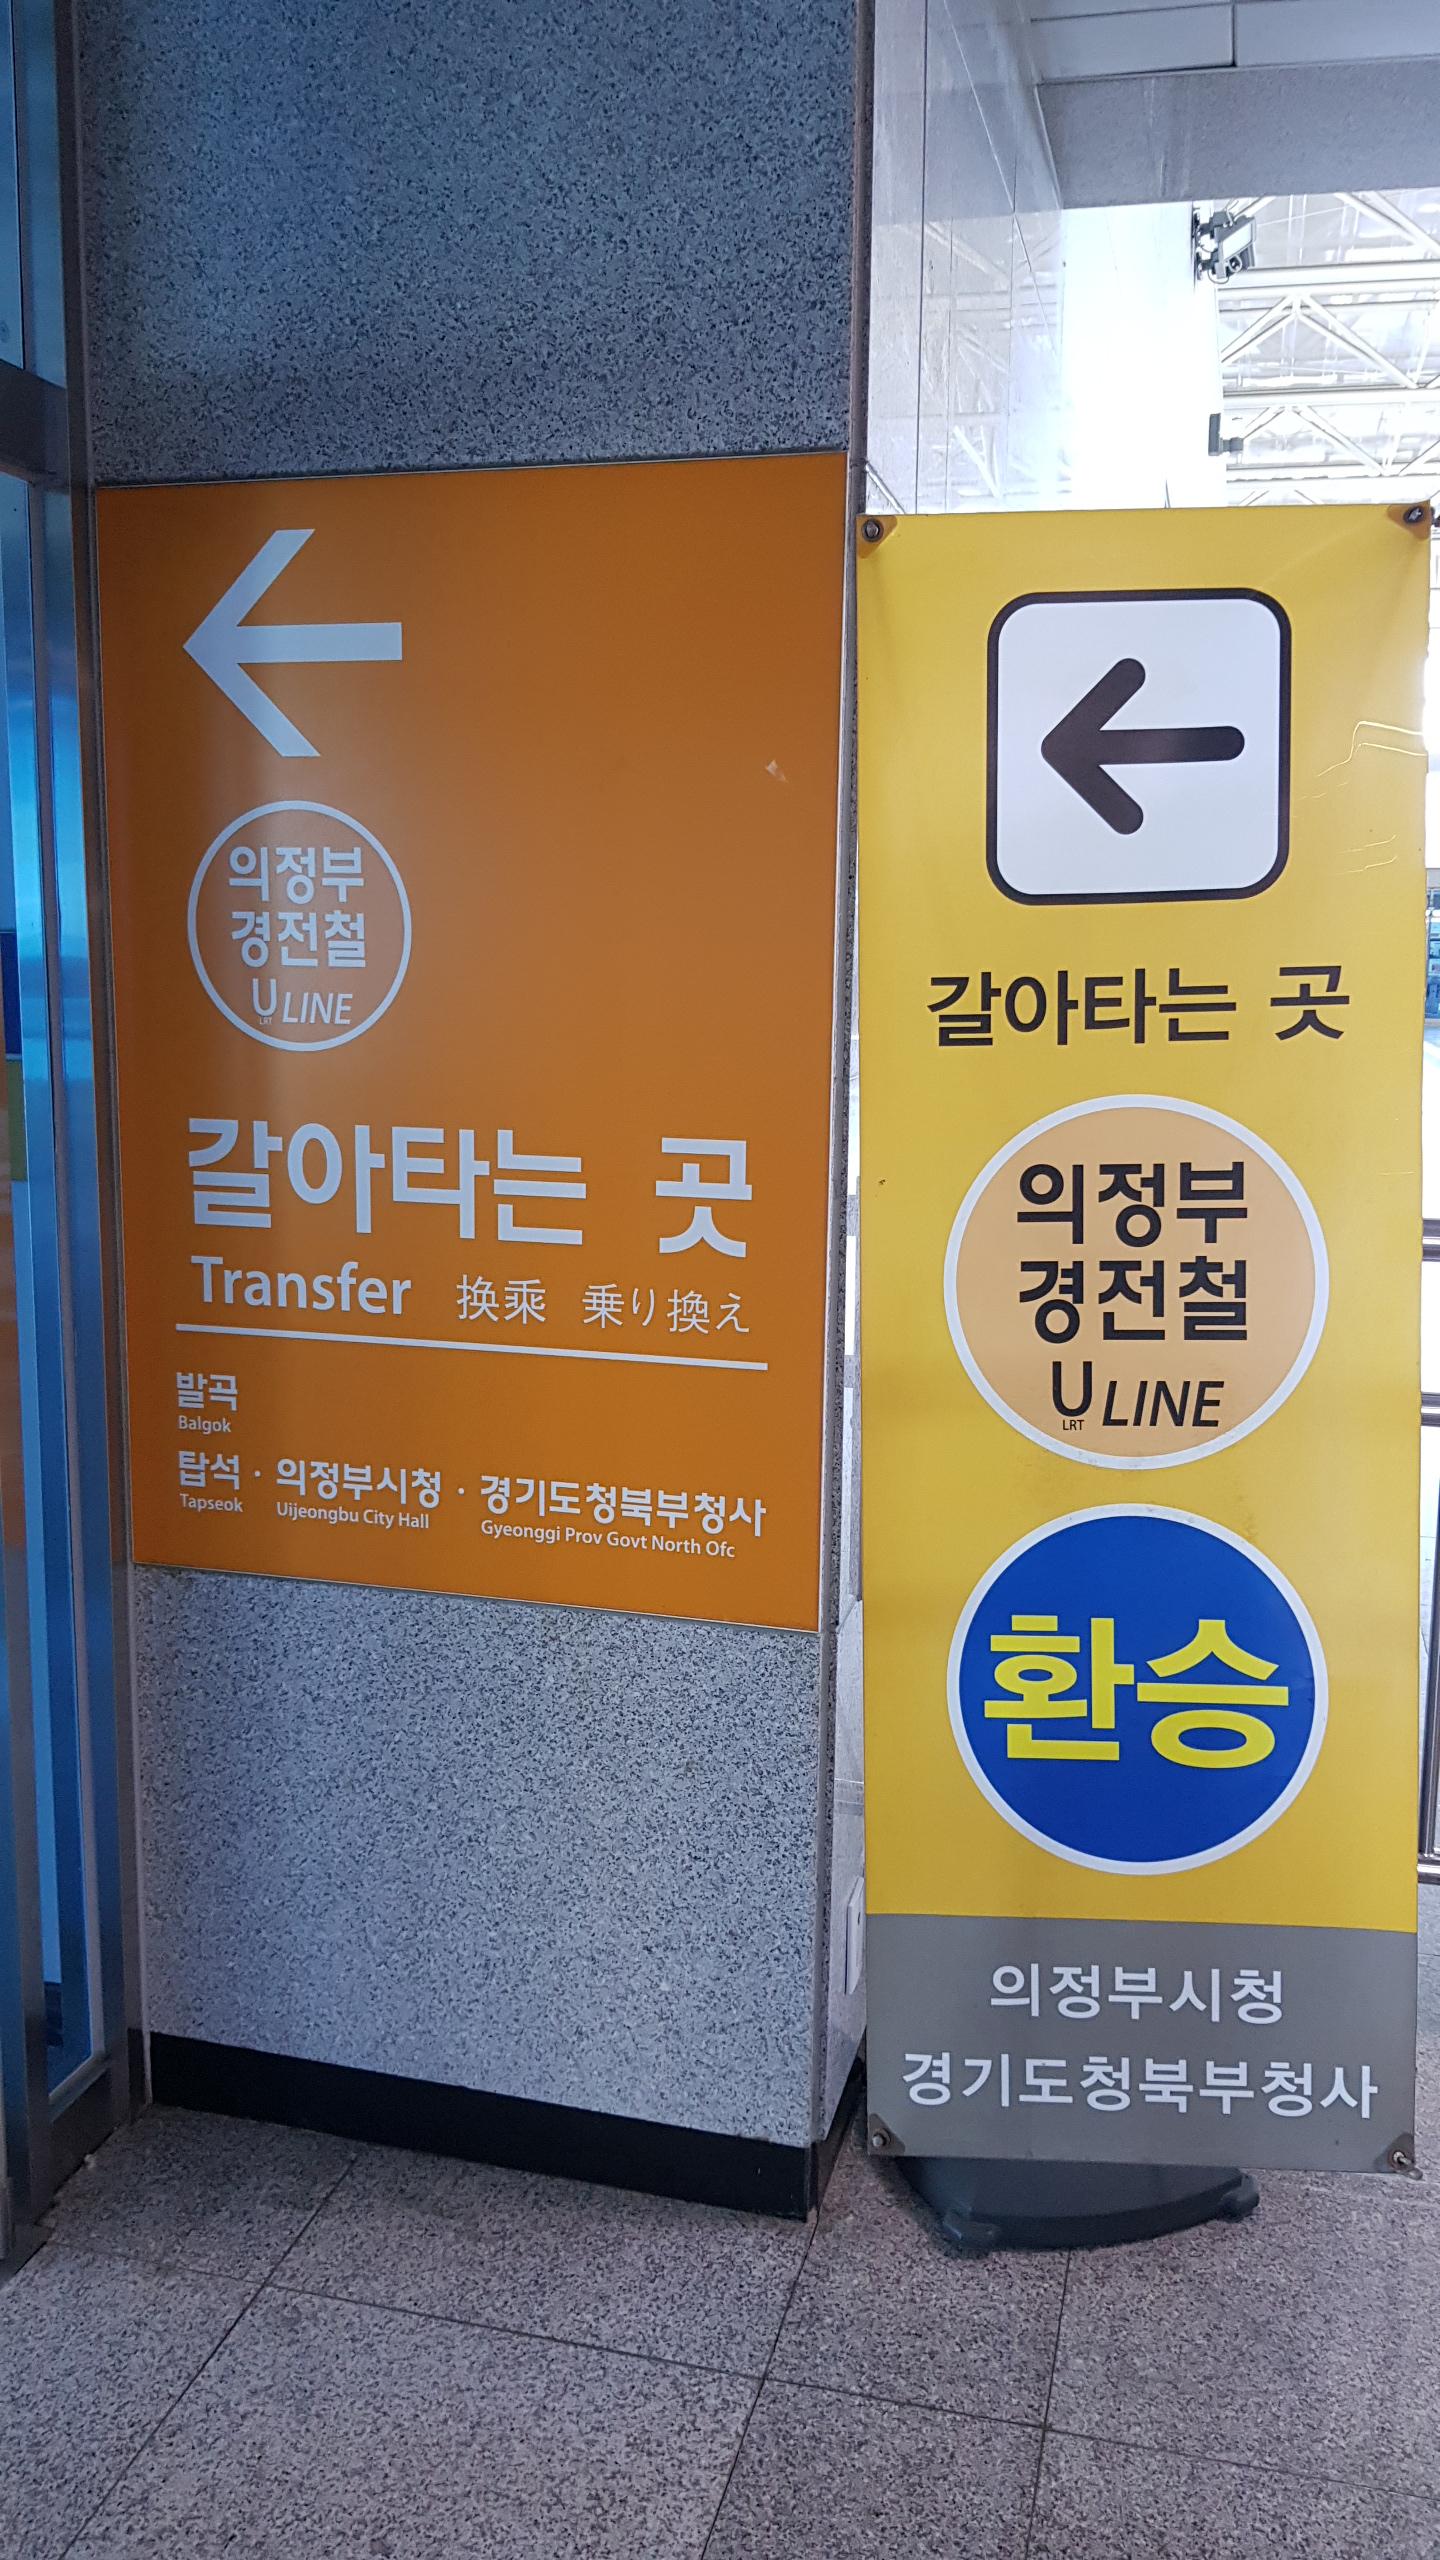 의정부
경전철
U LINE
LRT
갈아타는 곳
Transfer 换乘 乗り換え
발곡
Balgok
탑석 · 의정부시청 · 경기도청북부청사
Tapseok Uijeongbu City Hall Gyeonggi Prov Govt North Ofc
갈아타는 곳
의정부
경전철
U LINE
LRT
환승
의정부시청
경기도청북부청사